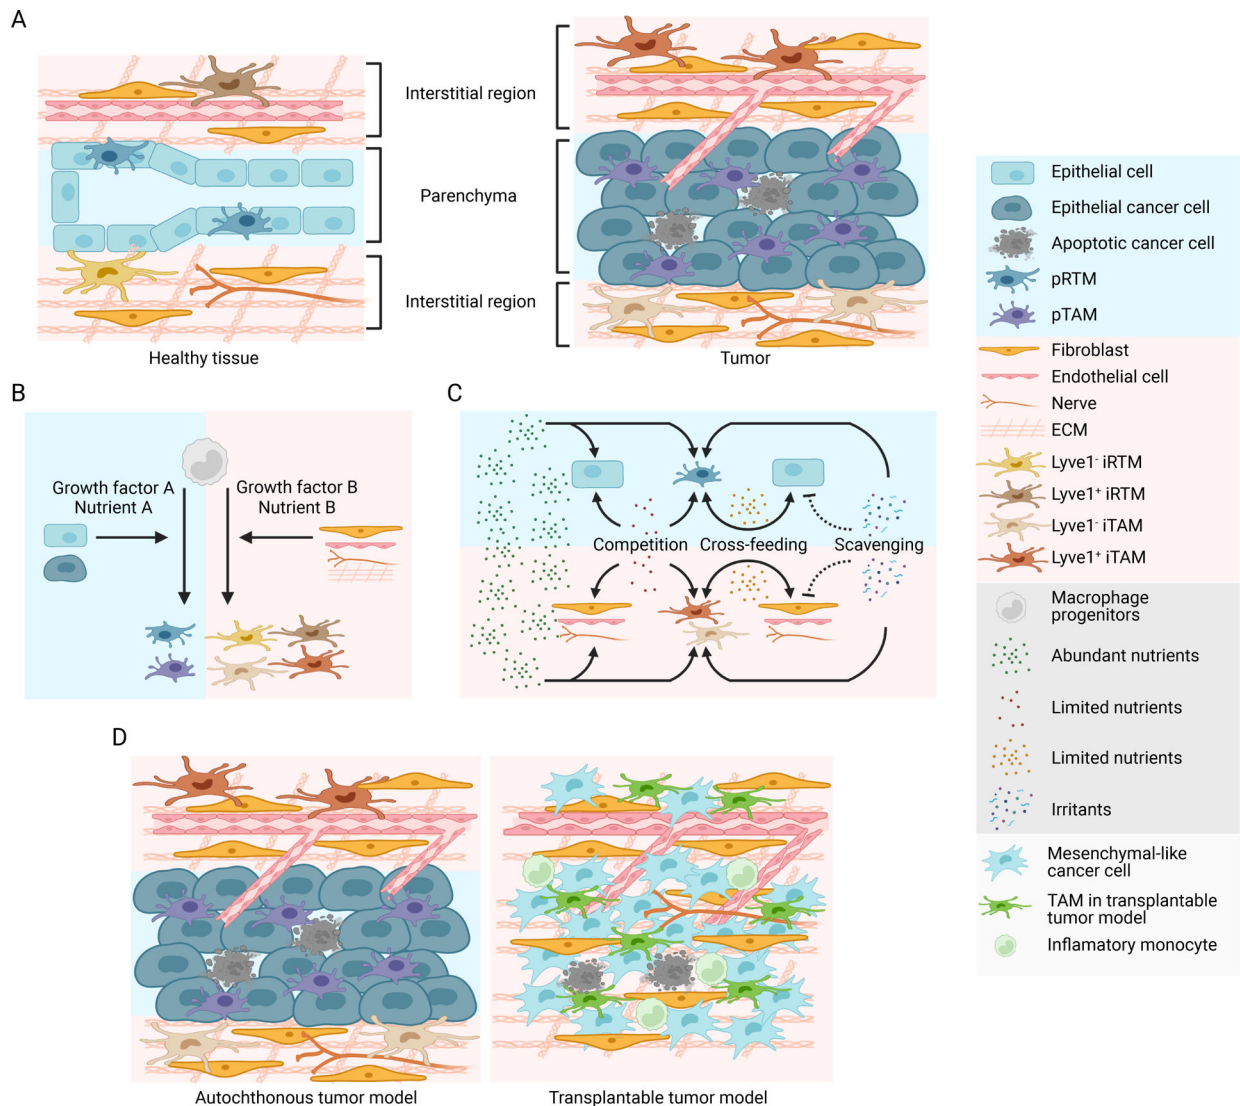 A
Interstitial region
Parenchyma
Interstitial region
Healthy tissue
Tumor
B
Growth factor A
Nutrient A
Growth factor B
Nutrient B
C
Competition
Cross-feeding
Scavenging
D
Autochthonous tumor model
Transplantable tumor model
Epithelial cell
Epithelial cancer cell
Apoptotic cancer cell
pRTM
pTAM
Fibroblast
Endothelial cell
Nerve
ECM
Lyve1⁻ iRTM
Lyve1⁺ iRTM
Lyve1⁻ iTAM
Lyve1⁺ iTAM
Macrophage
progenitors
Abundant nutrients
Limited nutrients
Limited nutrients
Irritants
Mesenchymal-like
cancer cell
TAM in transplantable
tumor model
Inflamatory monocyte